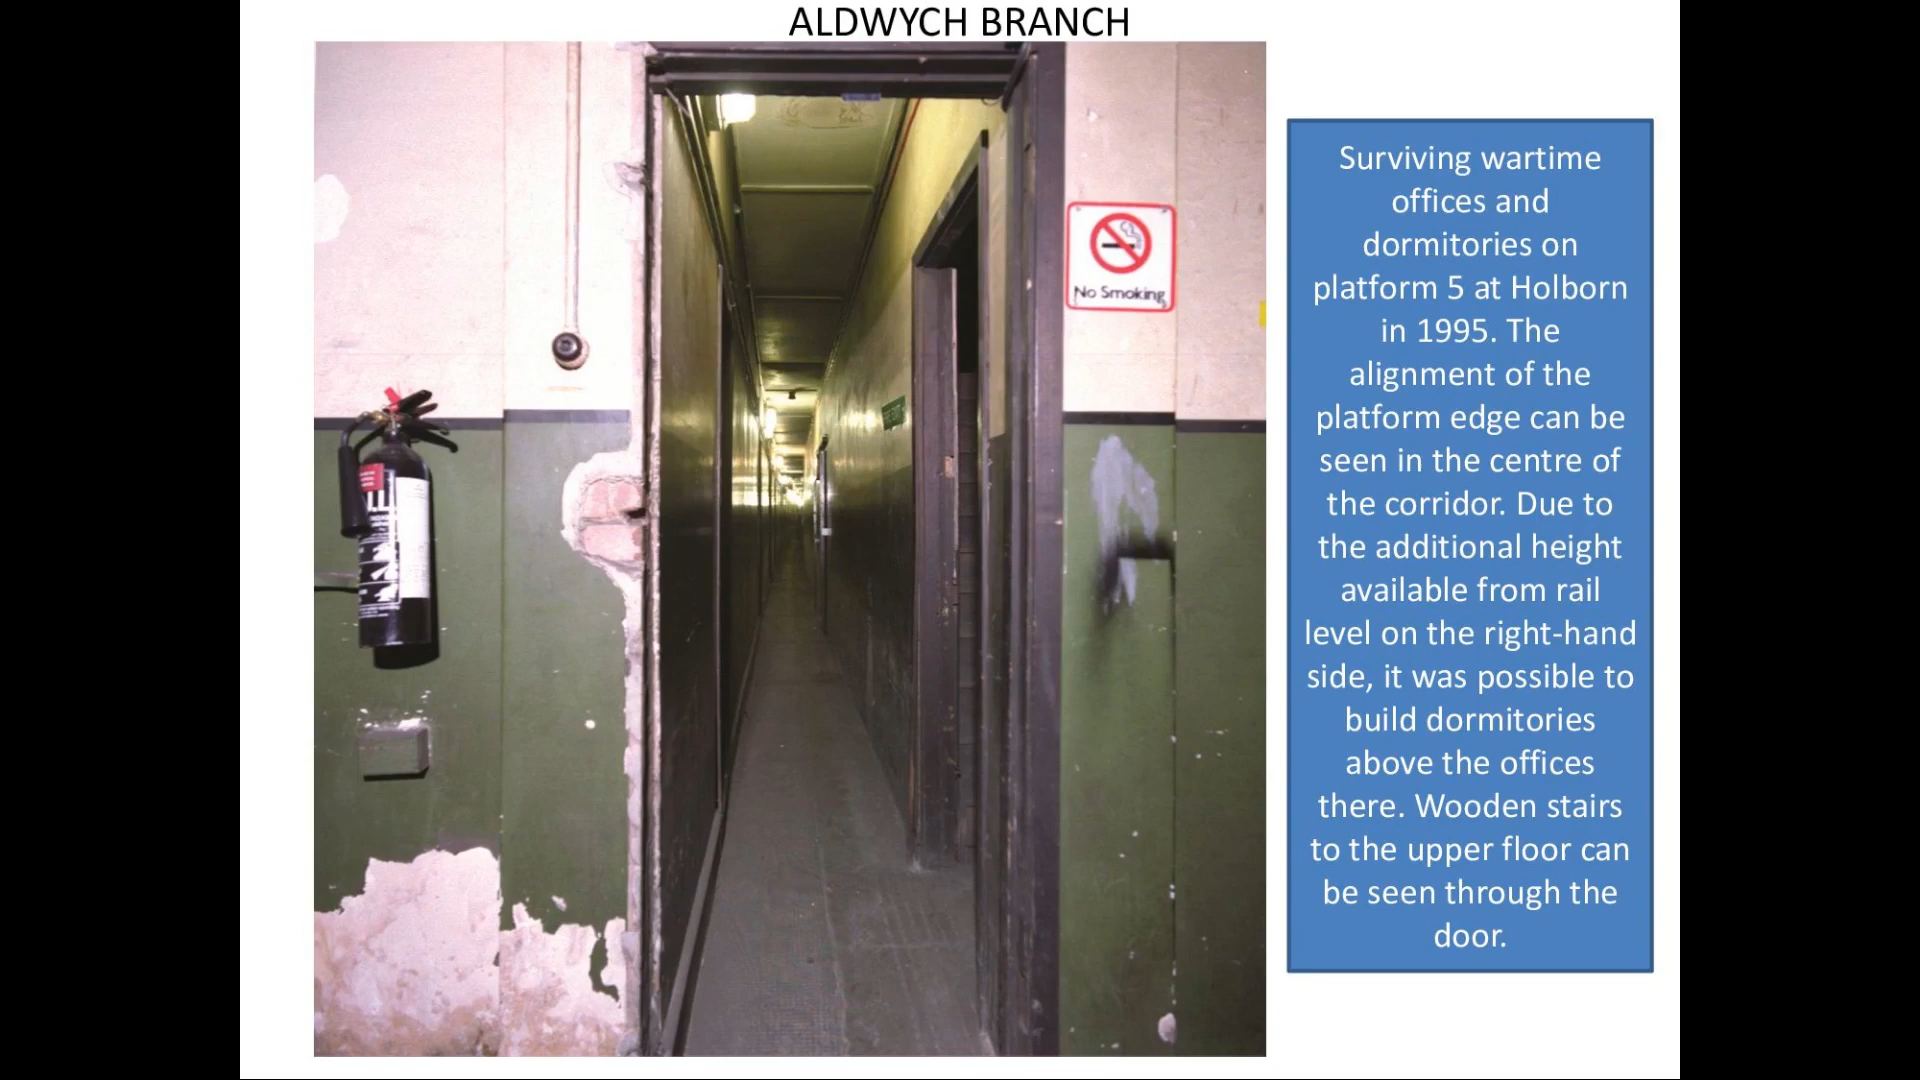 ALDWYCH BRANCH
No Smoking
Surviving wartime
offices and
dormitories on
platform 5 at Holborn
in 1995. The
alignment of the
platform edge can be
seen in the centre of
the corridor. Due to
the additional height
available from rail
level on the right-hand
side, it was possible to
build dormitories
above the offices
there. Wooden stairs
to the upper floor can
be seen through the
door.